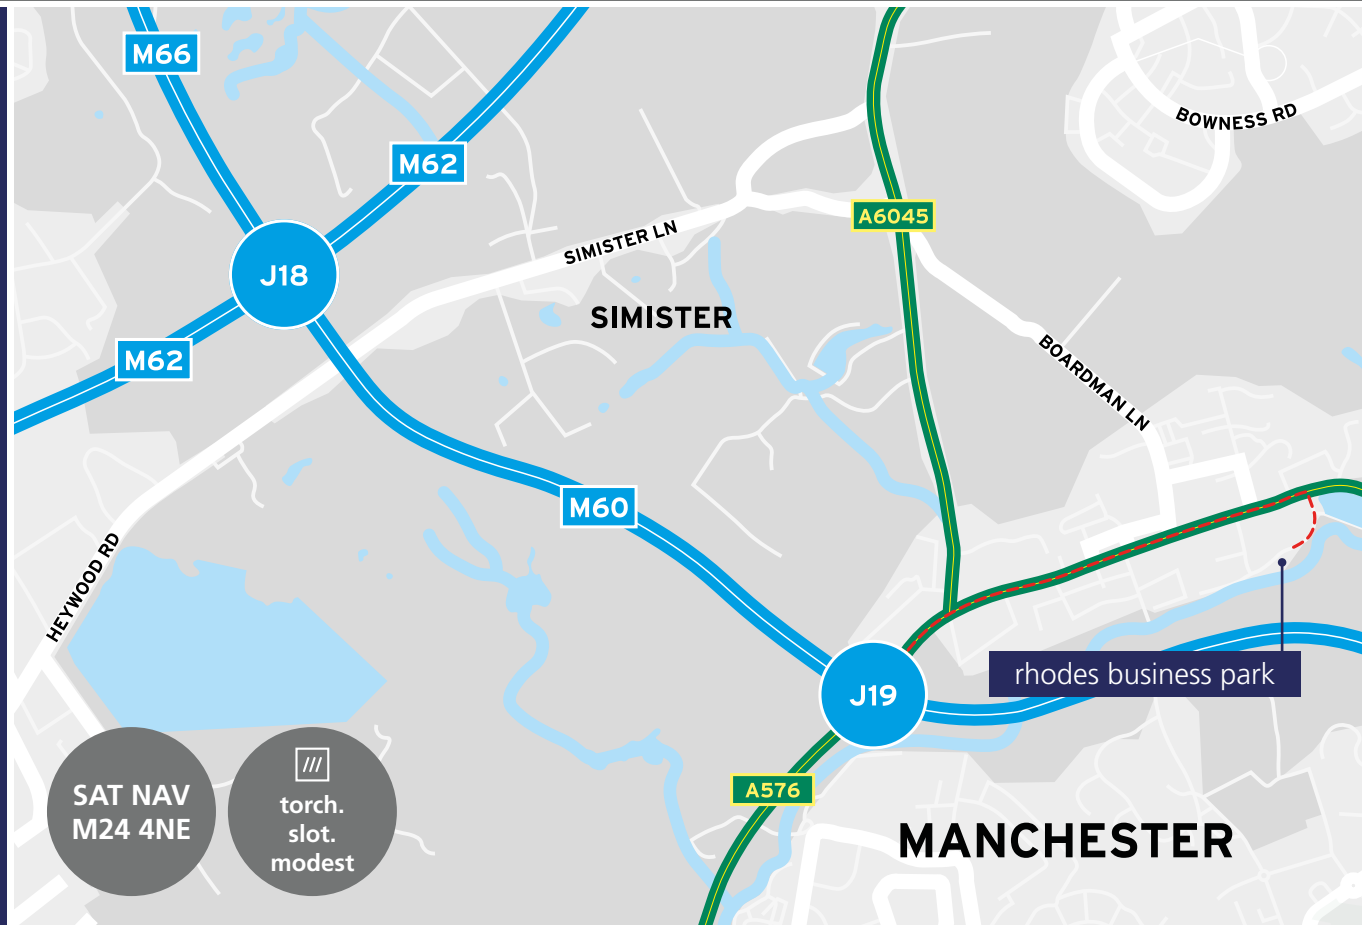 M66
M62
BOWNESS RD
A6045
SIMISTER LN
J18
SIMISTER
M62
BOARDMAN LN
M60
HEYWOOD RD
rhodes business park
J19
A576
SAT NAV
M24 4NE
///
torch.
slot.
modest
MANCHESTER